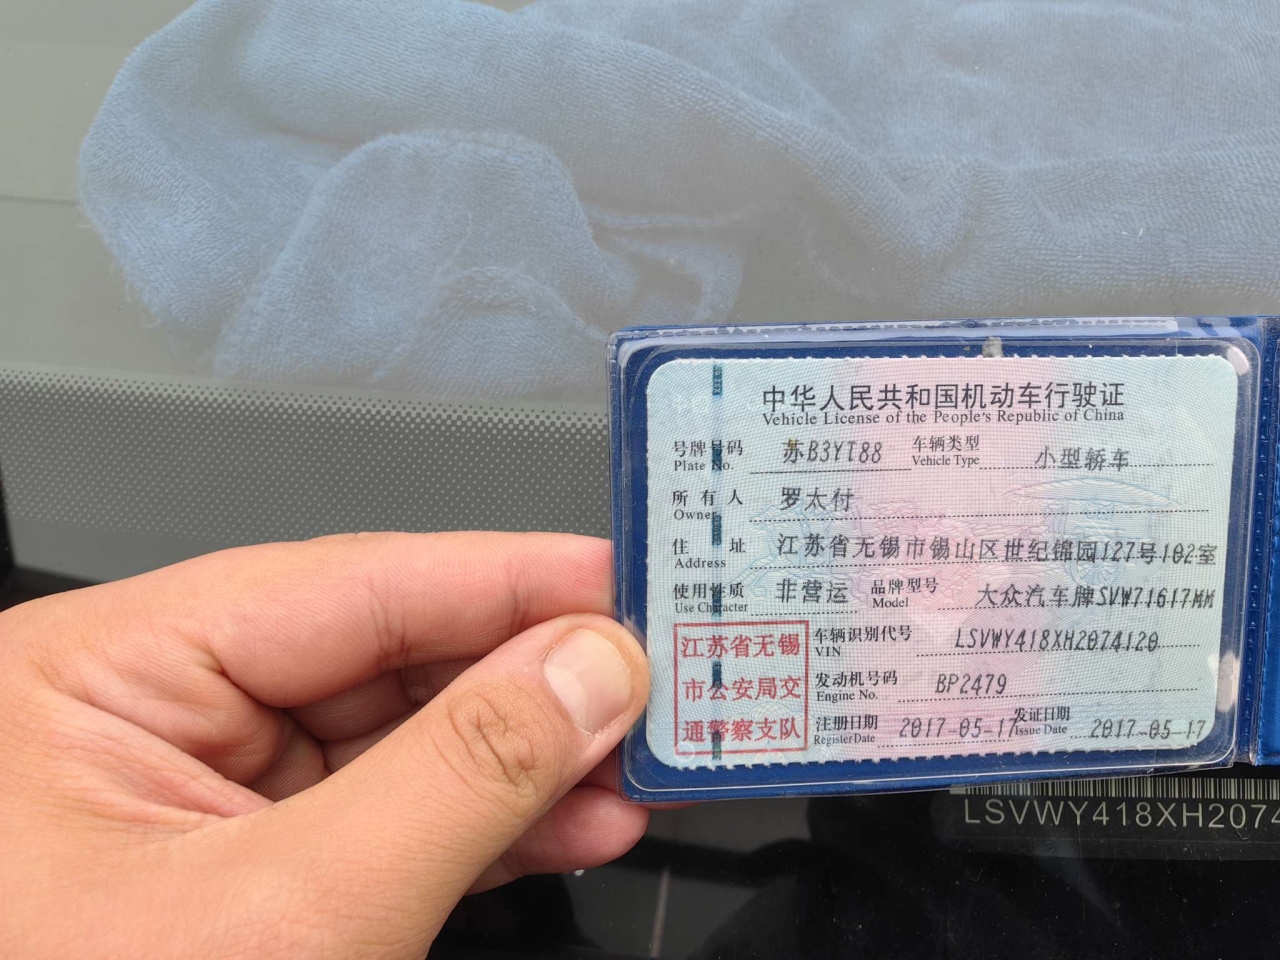 中华人民共和国机动车行驶证
Vehicle License of the People's Republic of China
号牌号码 苏B3YT88 车辆类型 小型轿车
Plate No. Vehicle Type
所有人 罗太付
Owner
住址 江苏省无锡市锡山区世纪锦园127号102室
Address
使用性质 非营运 品牌型号 大众汽车牌SVW71617MM
Use Character Model
江苏省无锡
市公安局交
通警察支队
车辆识别代号 LSVWY418XH2074120
VIN
发动机号码 BP2479
Engine No.
注册日期 2017-05-17 发证日期 2017-05-17
Register Date Issue Date
LSVWY418XH2074